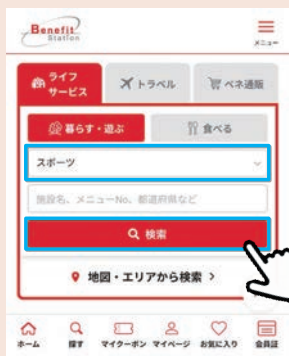 Benefit
Station
メニュー
ライフ
サービス
トラベル
ベネ通販
暮らす・遊ぶ
食べる
スポーツ
施設名、メニューNo、都道府県など
検索
地図・エリアから検索 >
ホーム
探す
マイクーポン
マイページ
お気に入り
会員証